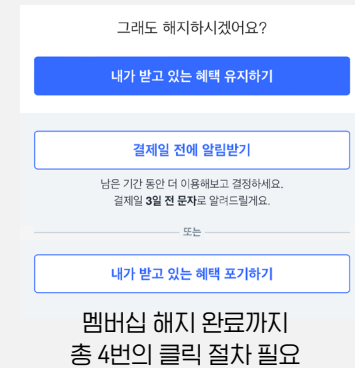 그래도 해지하시겠어요?
내가 받고 있는 혜택 유지하기
결제일 전에 알림받기
남은 기간 동안 더 이용해보고 결정하세요.
결제일 3일 전 문자로 알려드릴게요.
또는
내가 받고 있는 혜택 포기하기
멤버십 해지 완료까지
총 4번의 클릭 절차 필요